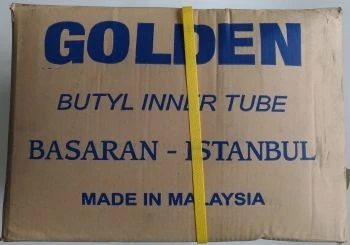 GOLDEN
BUTYL INNER TUBE
BASARAN - ISTANBUL
MADE IN MALAYSIA